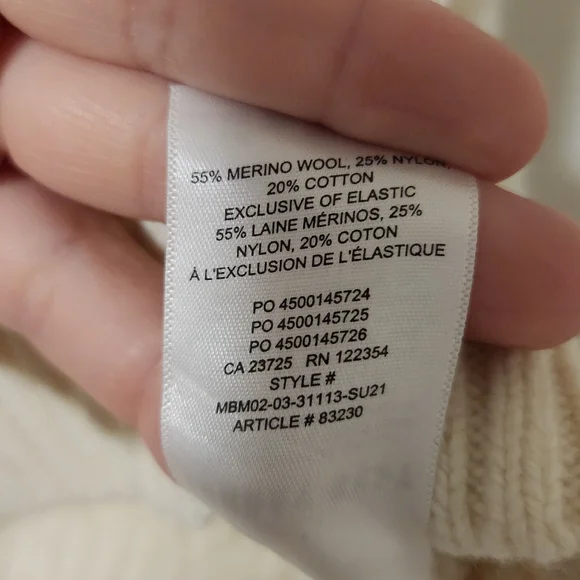 55% MERINO WOOL, 25% NYLON,
20% COTTON
EXCLUSIVE OF ELASTIC
55% LAINE MÉRINOS, 25%
NYLON, 20% COTON
À L'EXCLUSION DE L'ÉLASTIQUE
PO 4500145724
PO 4500145725
PO 4500145726
CA 23725 RN 122354
STYLE #
MBM02-03-31113-SU21
ARTICLE # 83230